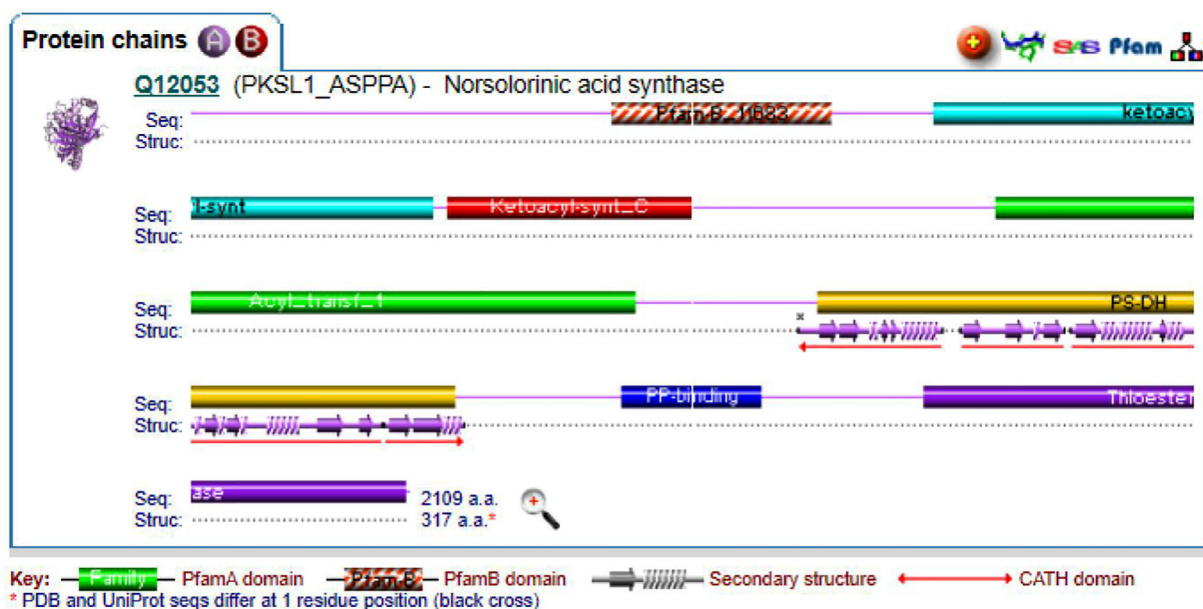 Protein chains A B
SAS Pfam
Q12053 (PKSL1_ASPPA) - Norsolorinic acid synthase
Seq: Pfam-B_11683 ketoac
Struc:
Seq: yl-synt Ketoacyl-synt_C
Struc:
Seq: Acyl_transf_1 PS-DH
Struc:
Seq: PP-binding Thioester
Struc:
Seq: ase 2109 a.a.
Struc: 317 a.a.*
Key: Family PfamA domain Pfam-B PfamB domain Secondary structure CATH domain
* PDB and UniProt seqs differ at 1 residue position (black cross)